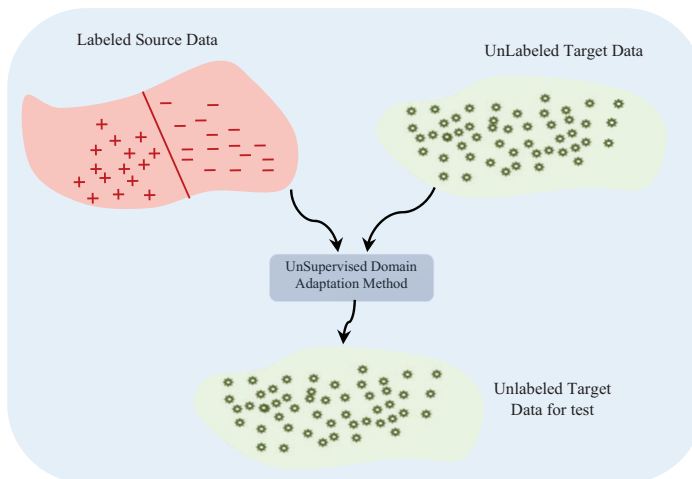 Labeled Source Data
UnLabeled Target Data
UnSupervised Domain
Adaptation Method
Unlabeled Target
Data for test